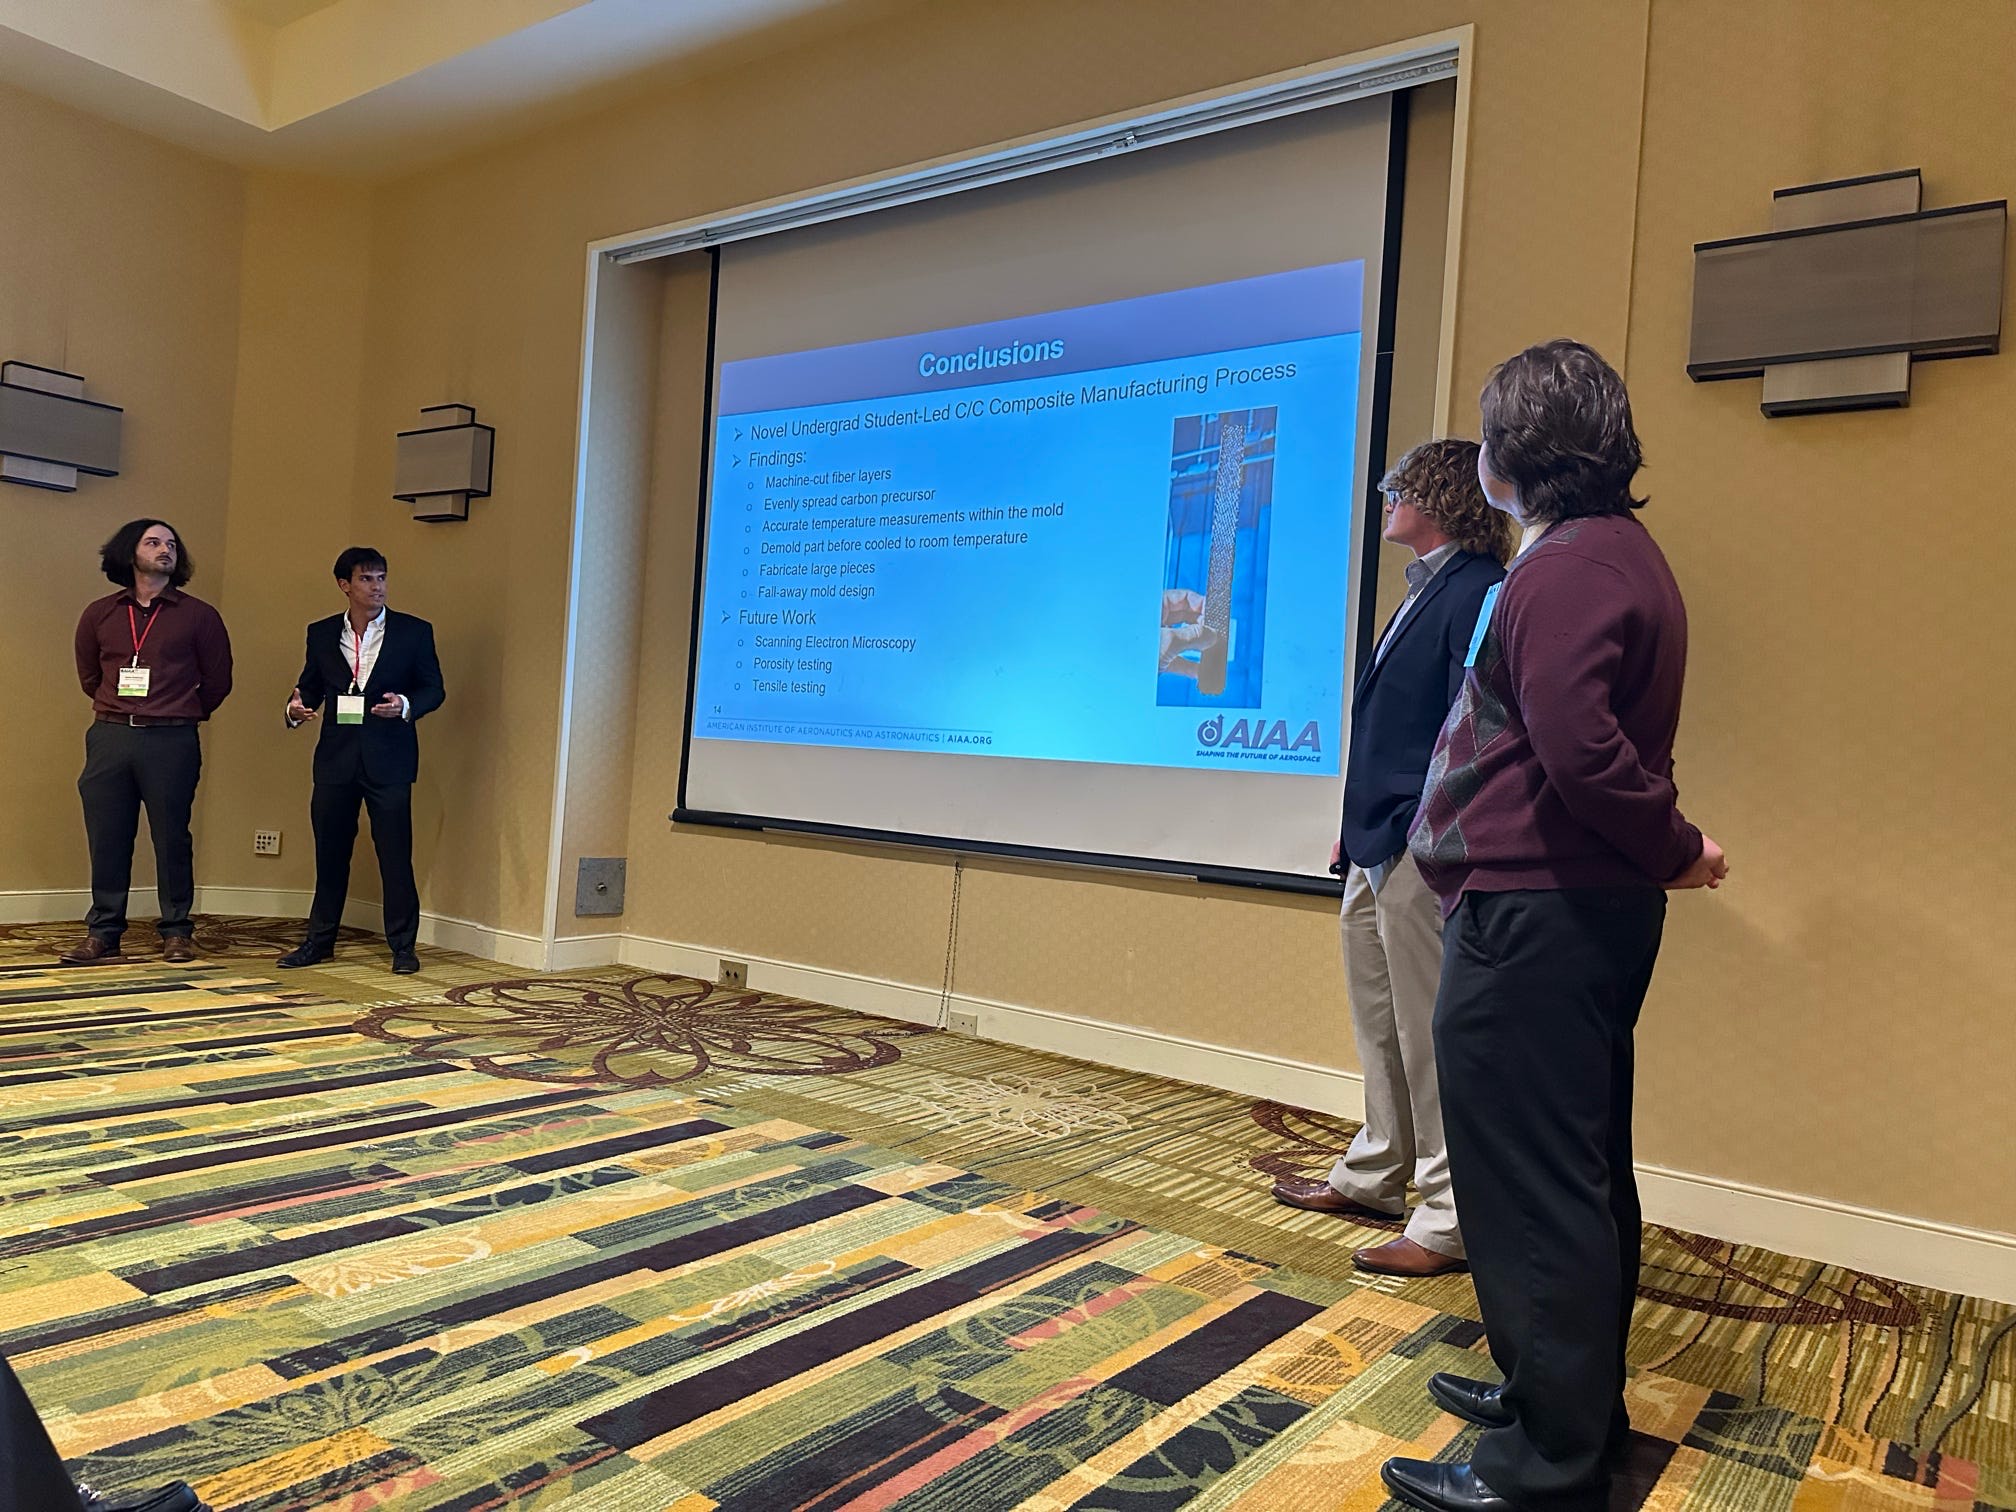 Conclusions
Novel Undergrad Student-Led C/C Composite Manufacturing Process
Findings:
Machine-cut fiber layers
Evenly spread carbon precursor
Accurate temperature measurements within the mold
Demold part before cooled to room temperature
Fabricate large pieces
Fall-away mold design
Future Work
Scanning Electron Microscopy
Porosity testing
Tensile testing
14
AMERICAN INSTITUTE OF AERONAUTICS AND ASTRONAUTICS | AIAA.ORG
AIAA
SHAPING THE FUTURE OF AEROSPACE